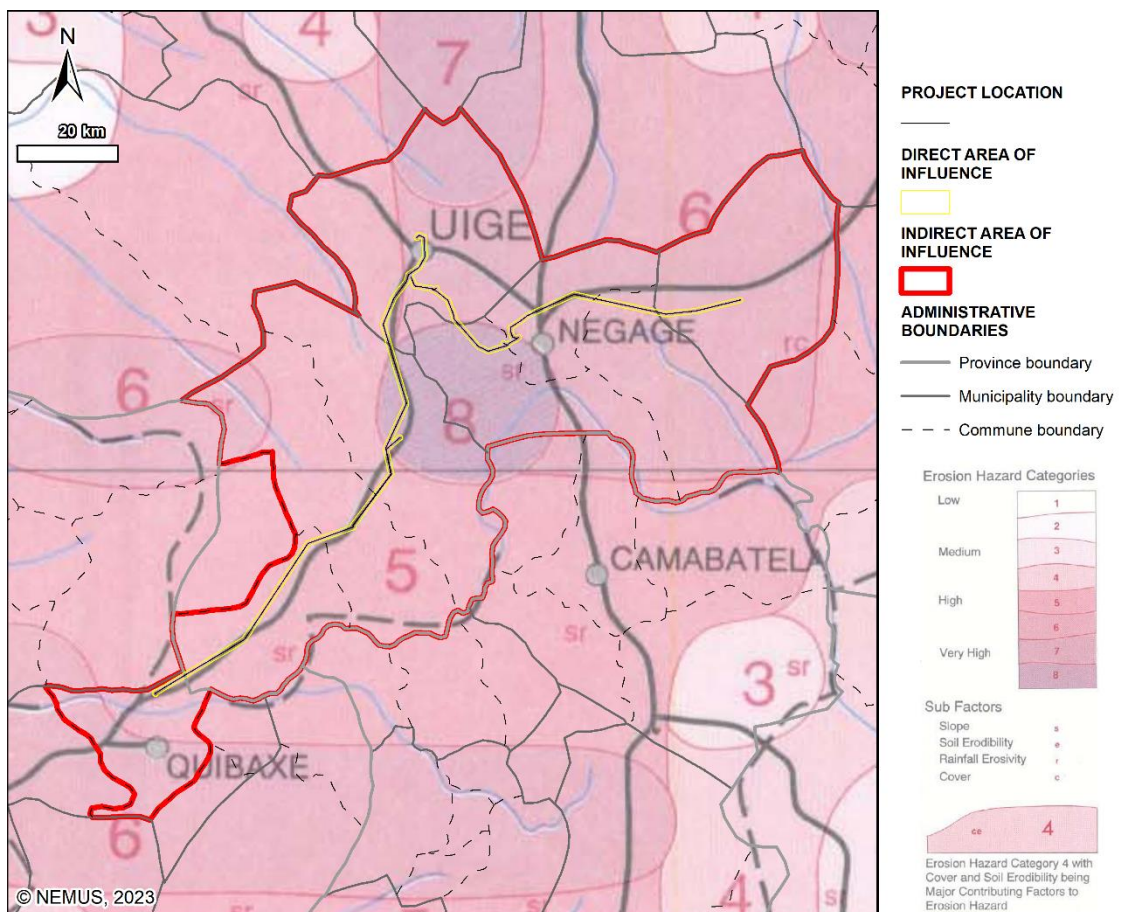 3
4
7
N
sr
20 km
6
UIGE
NEGAGE
sr
rc
6
sr
8
5
CAMABATELA
sr
sr
3 sr
QUIBAXE
6
4
sr
s
© NEMUS, 2023
PROJECT LOCATION
DIRECT AREA OF
INFLUENCE
INDIRECT AREA OF
INFLUENCE
ADMINISTRATIVE
BOUNDARIES
Province boundary
Municipality boundary
Commune boundary
Erosion Hazard Categories
Low
1
2
Medium
3
4
High
5
6
Very High
7
8
Sub Factors
Slope s
Soil Erodibility e
Rainfall Erosivity r
Cover c
ce 4
Erosion Hazard Category 4 with
Cover and Soil Erodibility being
Major Contributing Factors to
Erosion Hazard